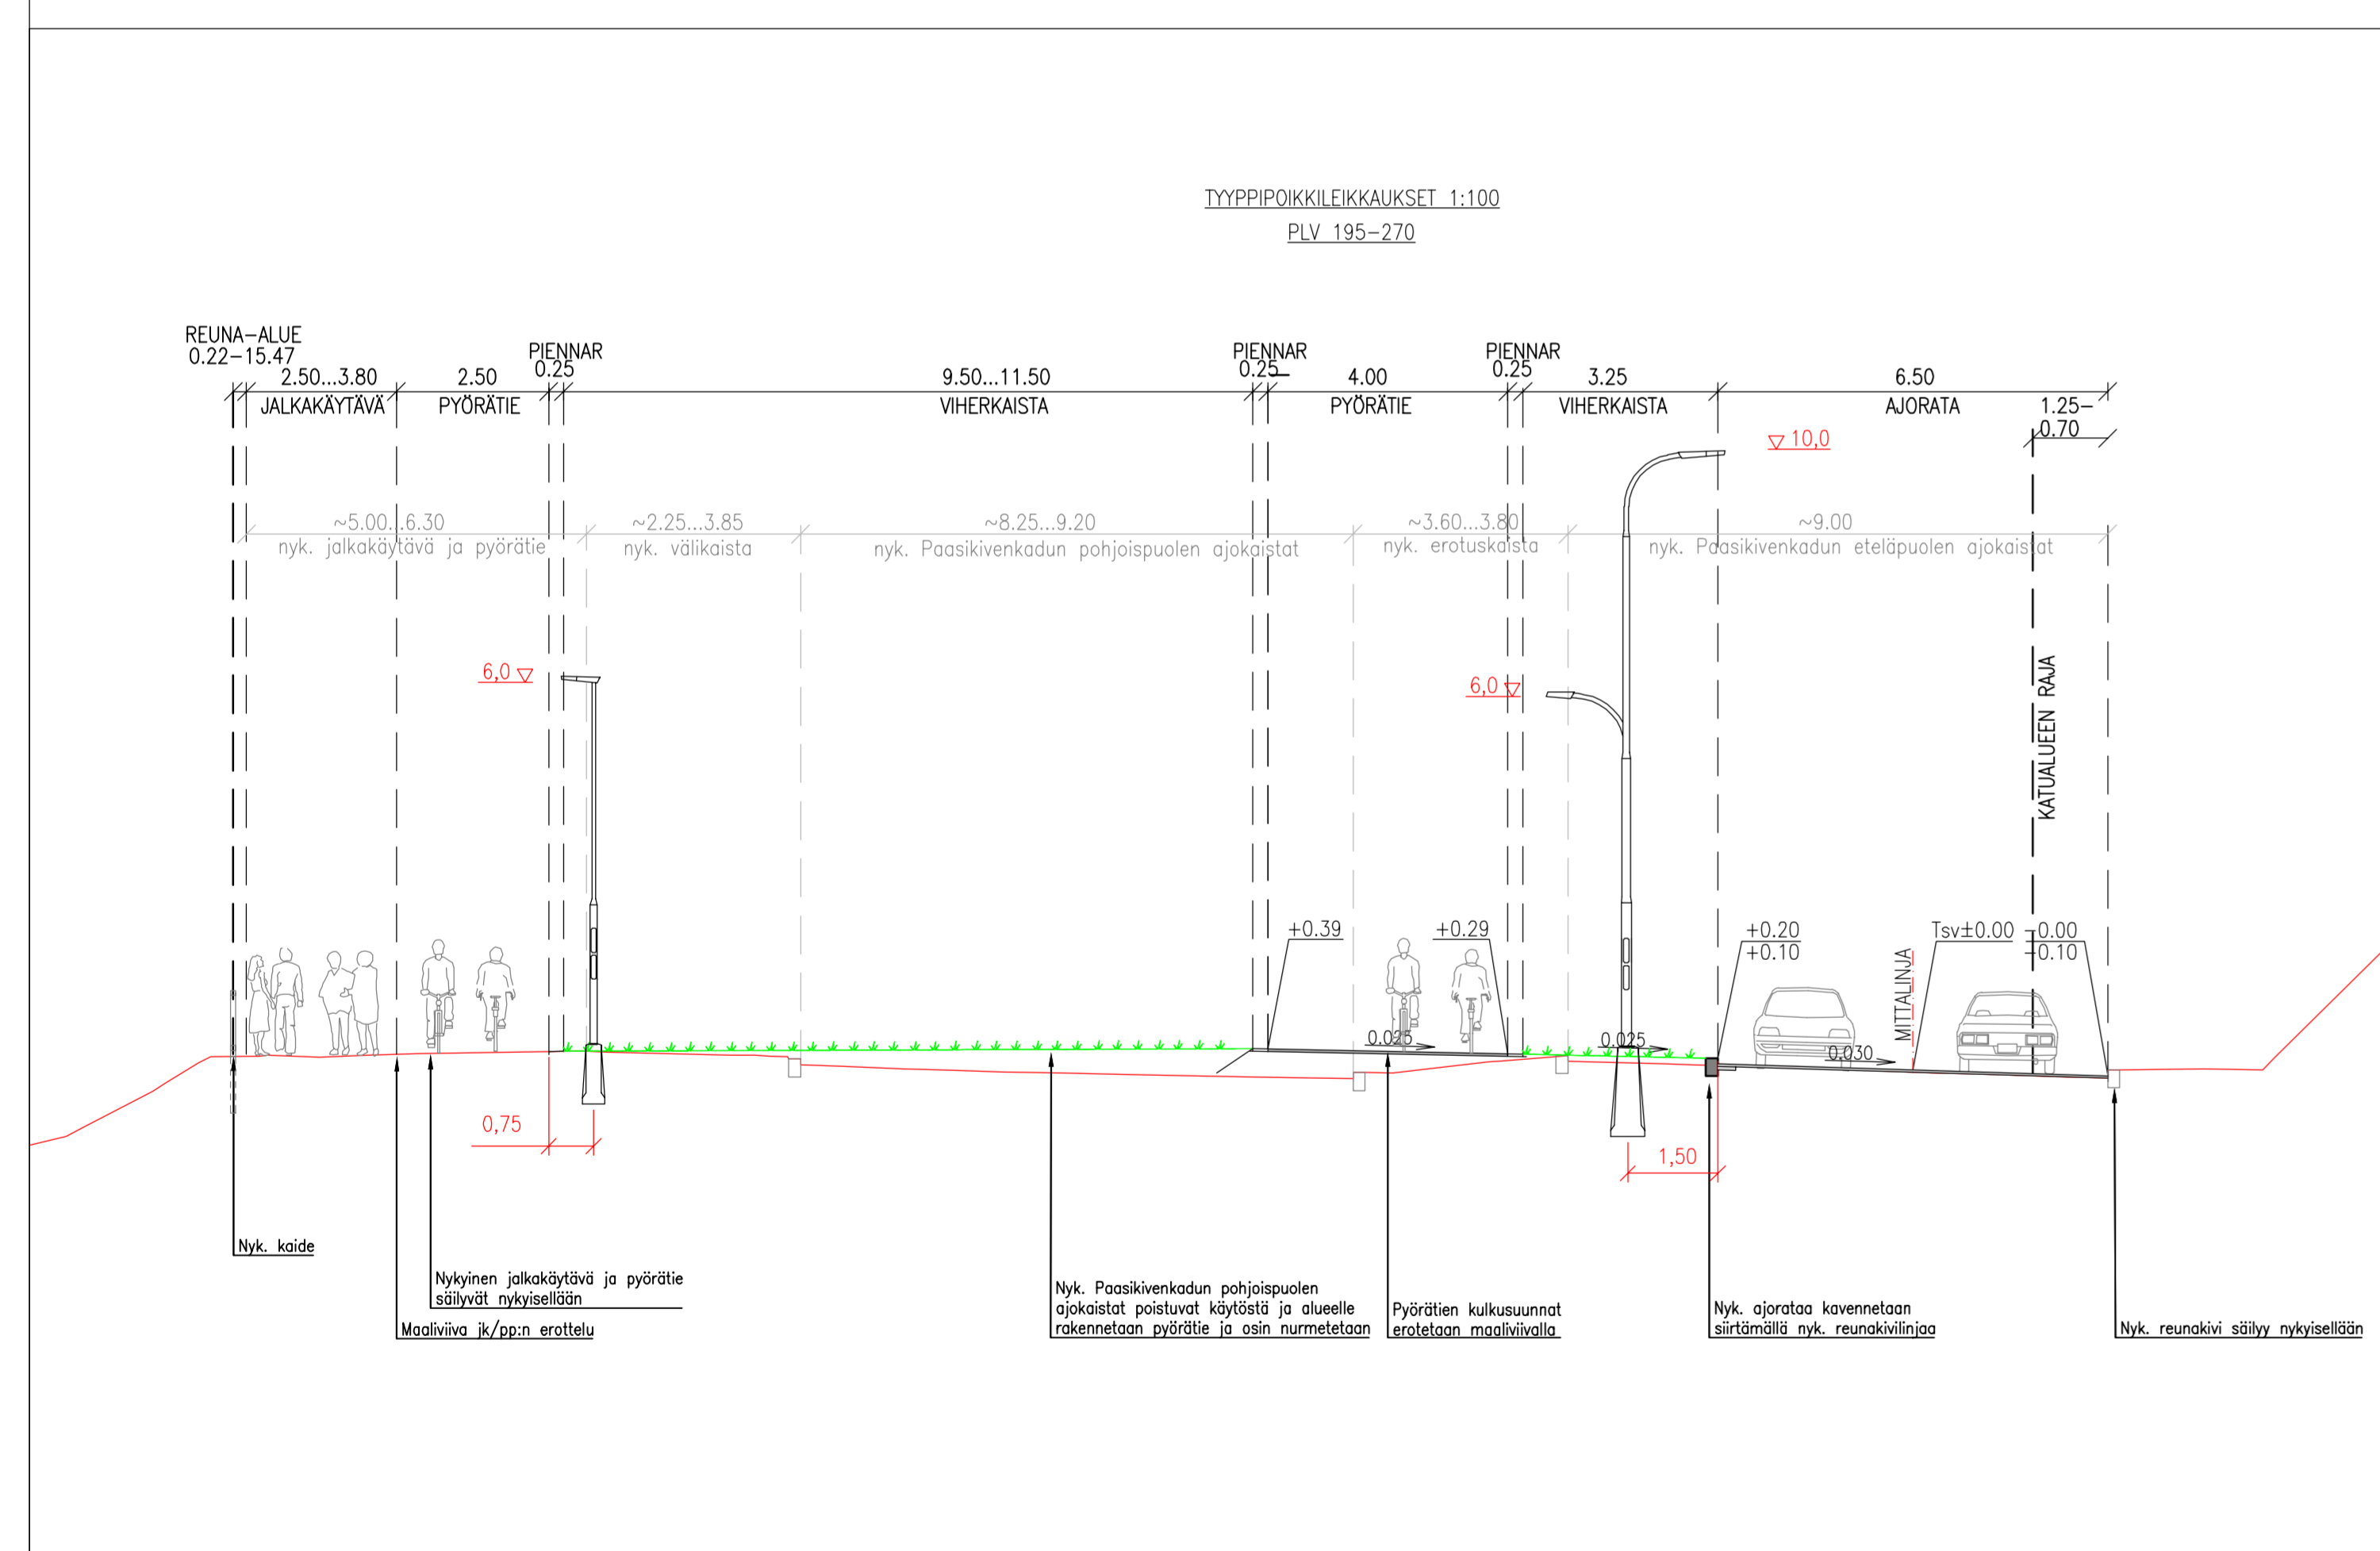 TYYPPIPOIKKILEIKKAUKSET 1:100
PLV 195-270
REUNA-ALUE
0.22-15.47
PIENNAR
0.25
PIENNAR
0.25
PIENNAR
0.25
2.50...3.80
2.50
9.50...11.50
4.00
3.25
6.50
JALKAKÄYTÄVÄ
PYÖRÄTIE
VIHERKAISTA
PYÖRÄTIE
VIHERKAISTA
AJORATA
1.25-
0.70
10,0
~5.00...6.30
nyk. jalkakäytävä ja pyörätie
~2.25...3.85
nyk. välikaista
~8.25...9.20
nyk. Paasikivenkadun pohjoispuolen ajokaistat
~3.60...3.80
nyk. erotuskaista
~9.00
nyk. Paasikivenkadun eteläpuolen ajokaistat
6,0
6,0
KATUALUEEN RAJA
+0.39
+0.29
+0.20
+0.10
Tsv±0.00
-0.00
+0.10
MITTALINJA
0.025
0.025
0,030
0,75
1,50
Nyk. kaide
Nykyinen jalkakäytävä ja pyörätie
säilyvät nykyisellään
Maaliviiva jk/pp:n erottelu
Nyk. Paasikivenkadun pohjoispuolen
ajokaistat poistuvat käytöstä ja alueelle
rakennetaan pyörätie ja osin nurmetetaan
Pyörätien kulkusuunnat
erotetaan maaliviivalla
Nyk. ajorataa kavennetaan
siirtämällä nyk. reunakivilinjaa
Nyk. reunakivi säilyy nykyisellään